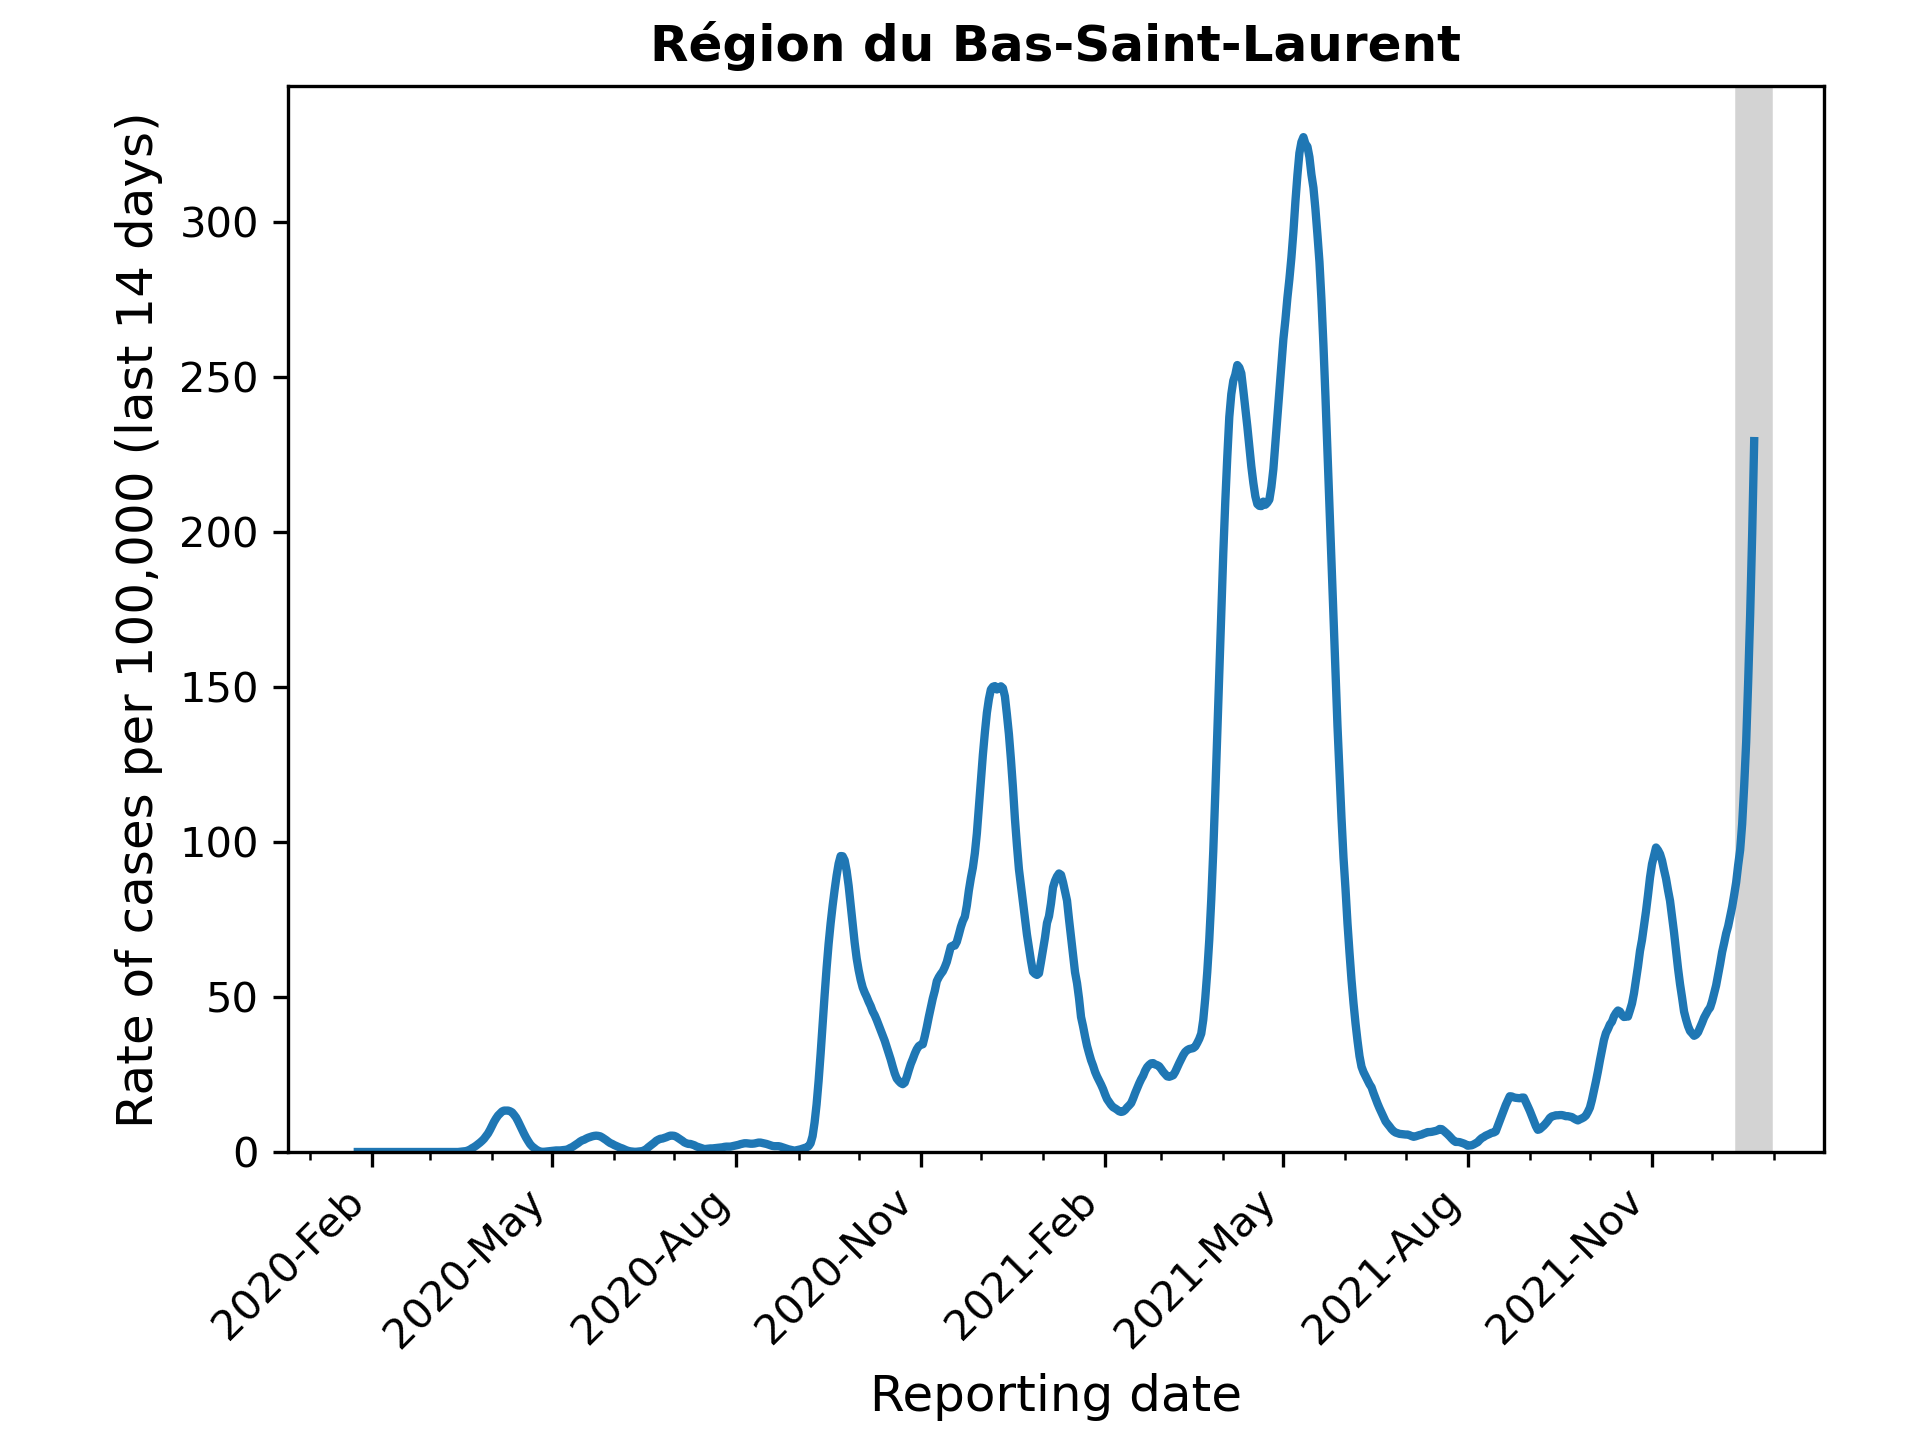 Région du Bas-Saint-Laurent
Rate of cases per 100,000 (last 14 days)
300
250
200
150
100
50
0
2020-Feb
2020-May
2020-Aug
2020-Nov
2021-Feb
2021-May
2021-Aug
2021-Nov
Reporting date